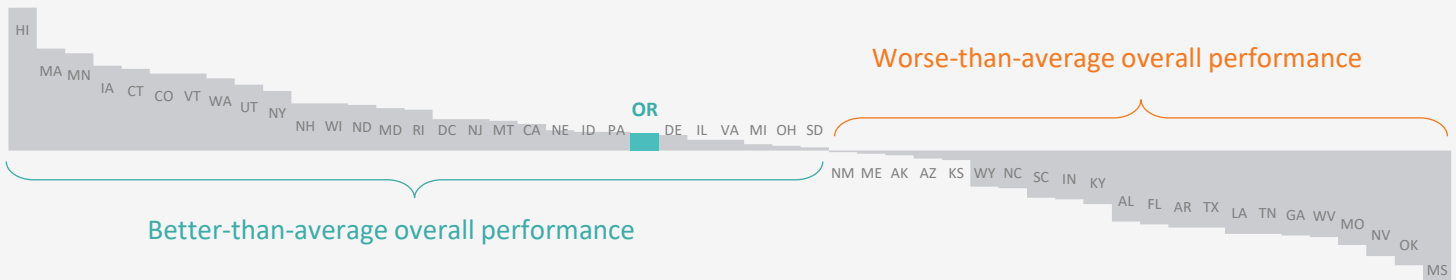 HI MA MN IA CT CO VT WA UT NY NH WI ND MD RI DC NJ MT CA NE ID PA OR DE IL VA MI OH SD
NM ME AK AZ KS WY NC SC IN KY AL FL AR TX LA TN GA WV MO NV OK MS
Worse-than-average overall performance
Better-than-average overall performance